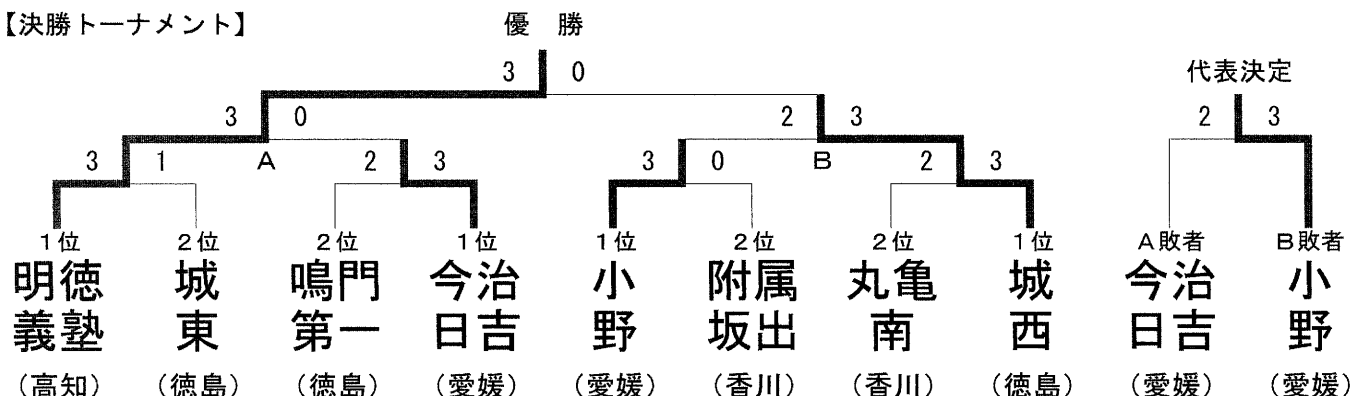 【決勝トーナメント】
優 勝
3 0
代表決定
3 0 2 3 2 3
3 1 A 2 3 3 0 B 2 3
1位 2位 2位 1位 1位 2位 2位 1位 A敗者 B敗者
明徳 城 鳴門 今治 小 附属 丸亀 城 今治 小
義塾 東 第一 日吉 野 坂出 南 西 日吉 野
(高知) (徳島) (徳島) (愛媛) (愛媛) (香川) (香川) (徳島) (愛媛) (愛媛)